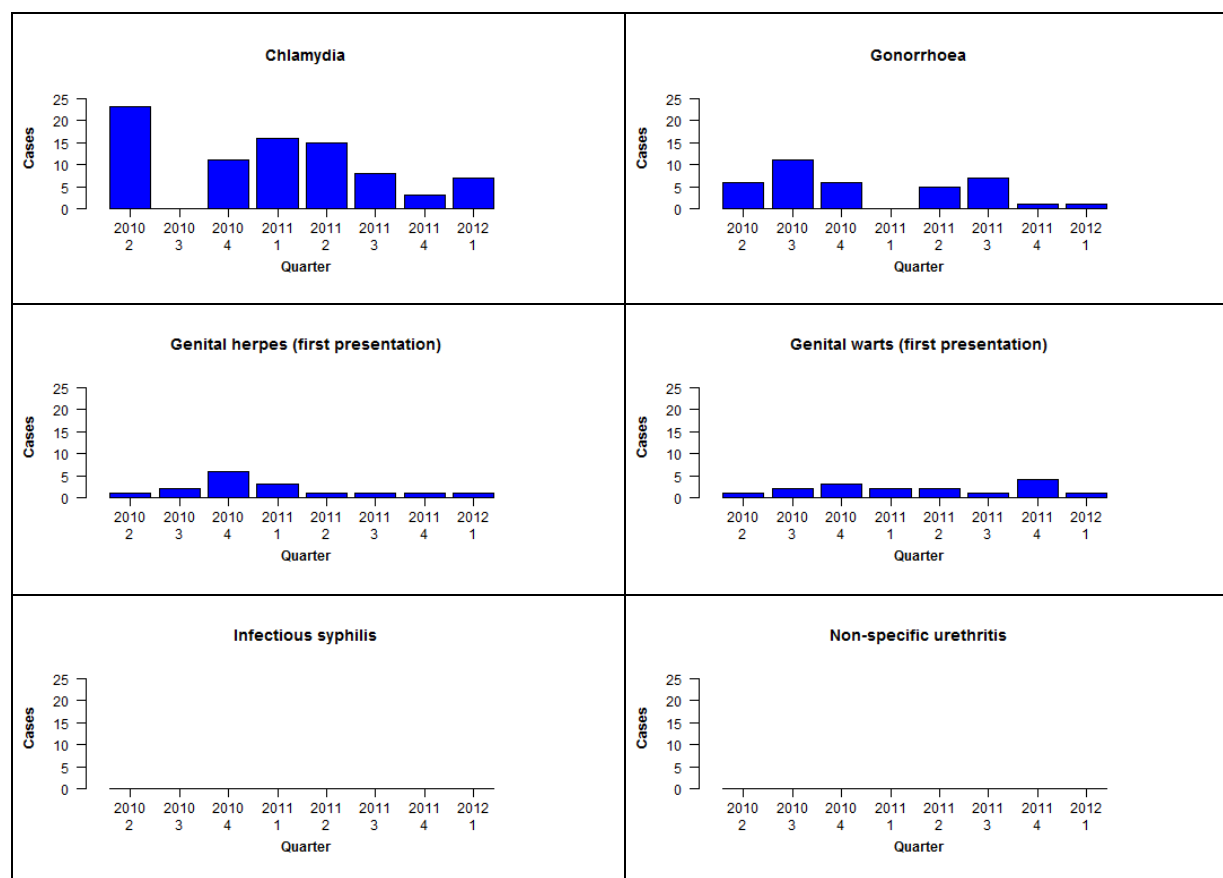 Chlamydia
Cases
25
20
15
10
5
0
2010 2010 2010 2011 2011 2011 2011 2012
2 3 4 1 2 3 4 1
Quarter
Gonorrhoea
Cases
25
20
15
10
5
0
2010 2010 2010 2011 2011 2011 2011 2012
2 3 4 1 2 3 4 1
Quarter
Genital herpes (first presentation)
Cases
25
20
15
10
5
0
2010 2010 2010 2011 2011 2011 2011 2012
2 3 4 1 2 3 4 1
Quarter
Genital warts (first presentation)
Cases
25
20
15
10
5
0
2010 2010 2010 2011 2011 2011 2011 2012
2 3 4 1 2 3 4 1
Quarter
Infectious syphilis
Cases
25
20
15
10
5
0
2010 2010 2010 2011 2011 2011 2011 2012
2 3 4 1 2 3 4 1
Quarter
Non-specific urethritis
Cases
25
20
15
10
5
0
2010 2010 2010 2011 2011 2011 2011 2012
2 3 4 1 2 3 4 1
Quarter